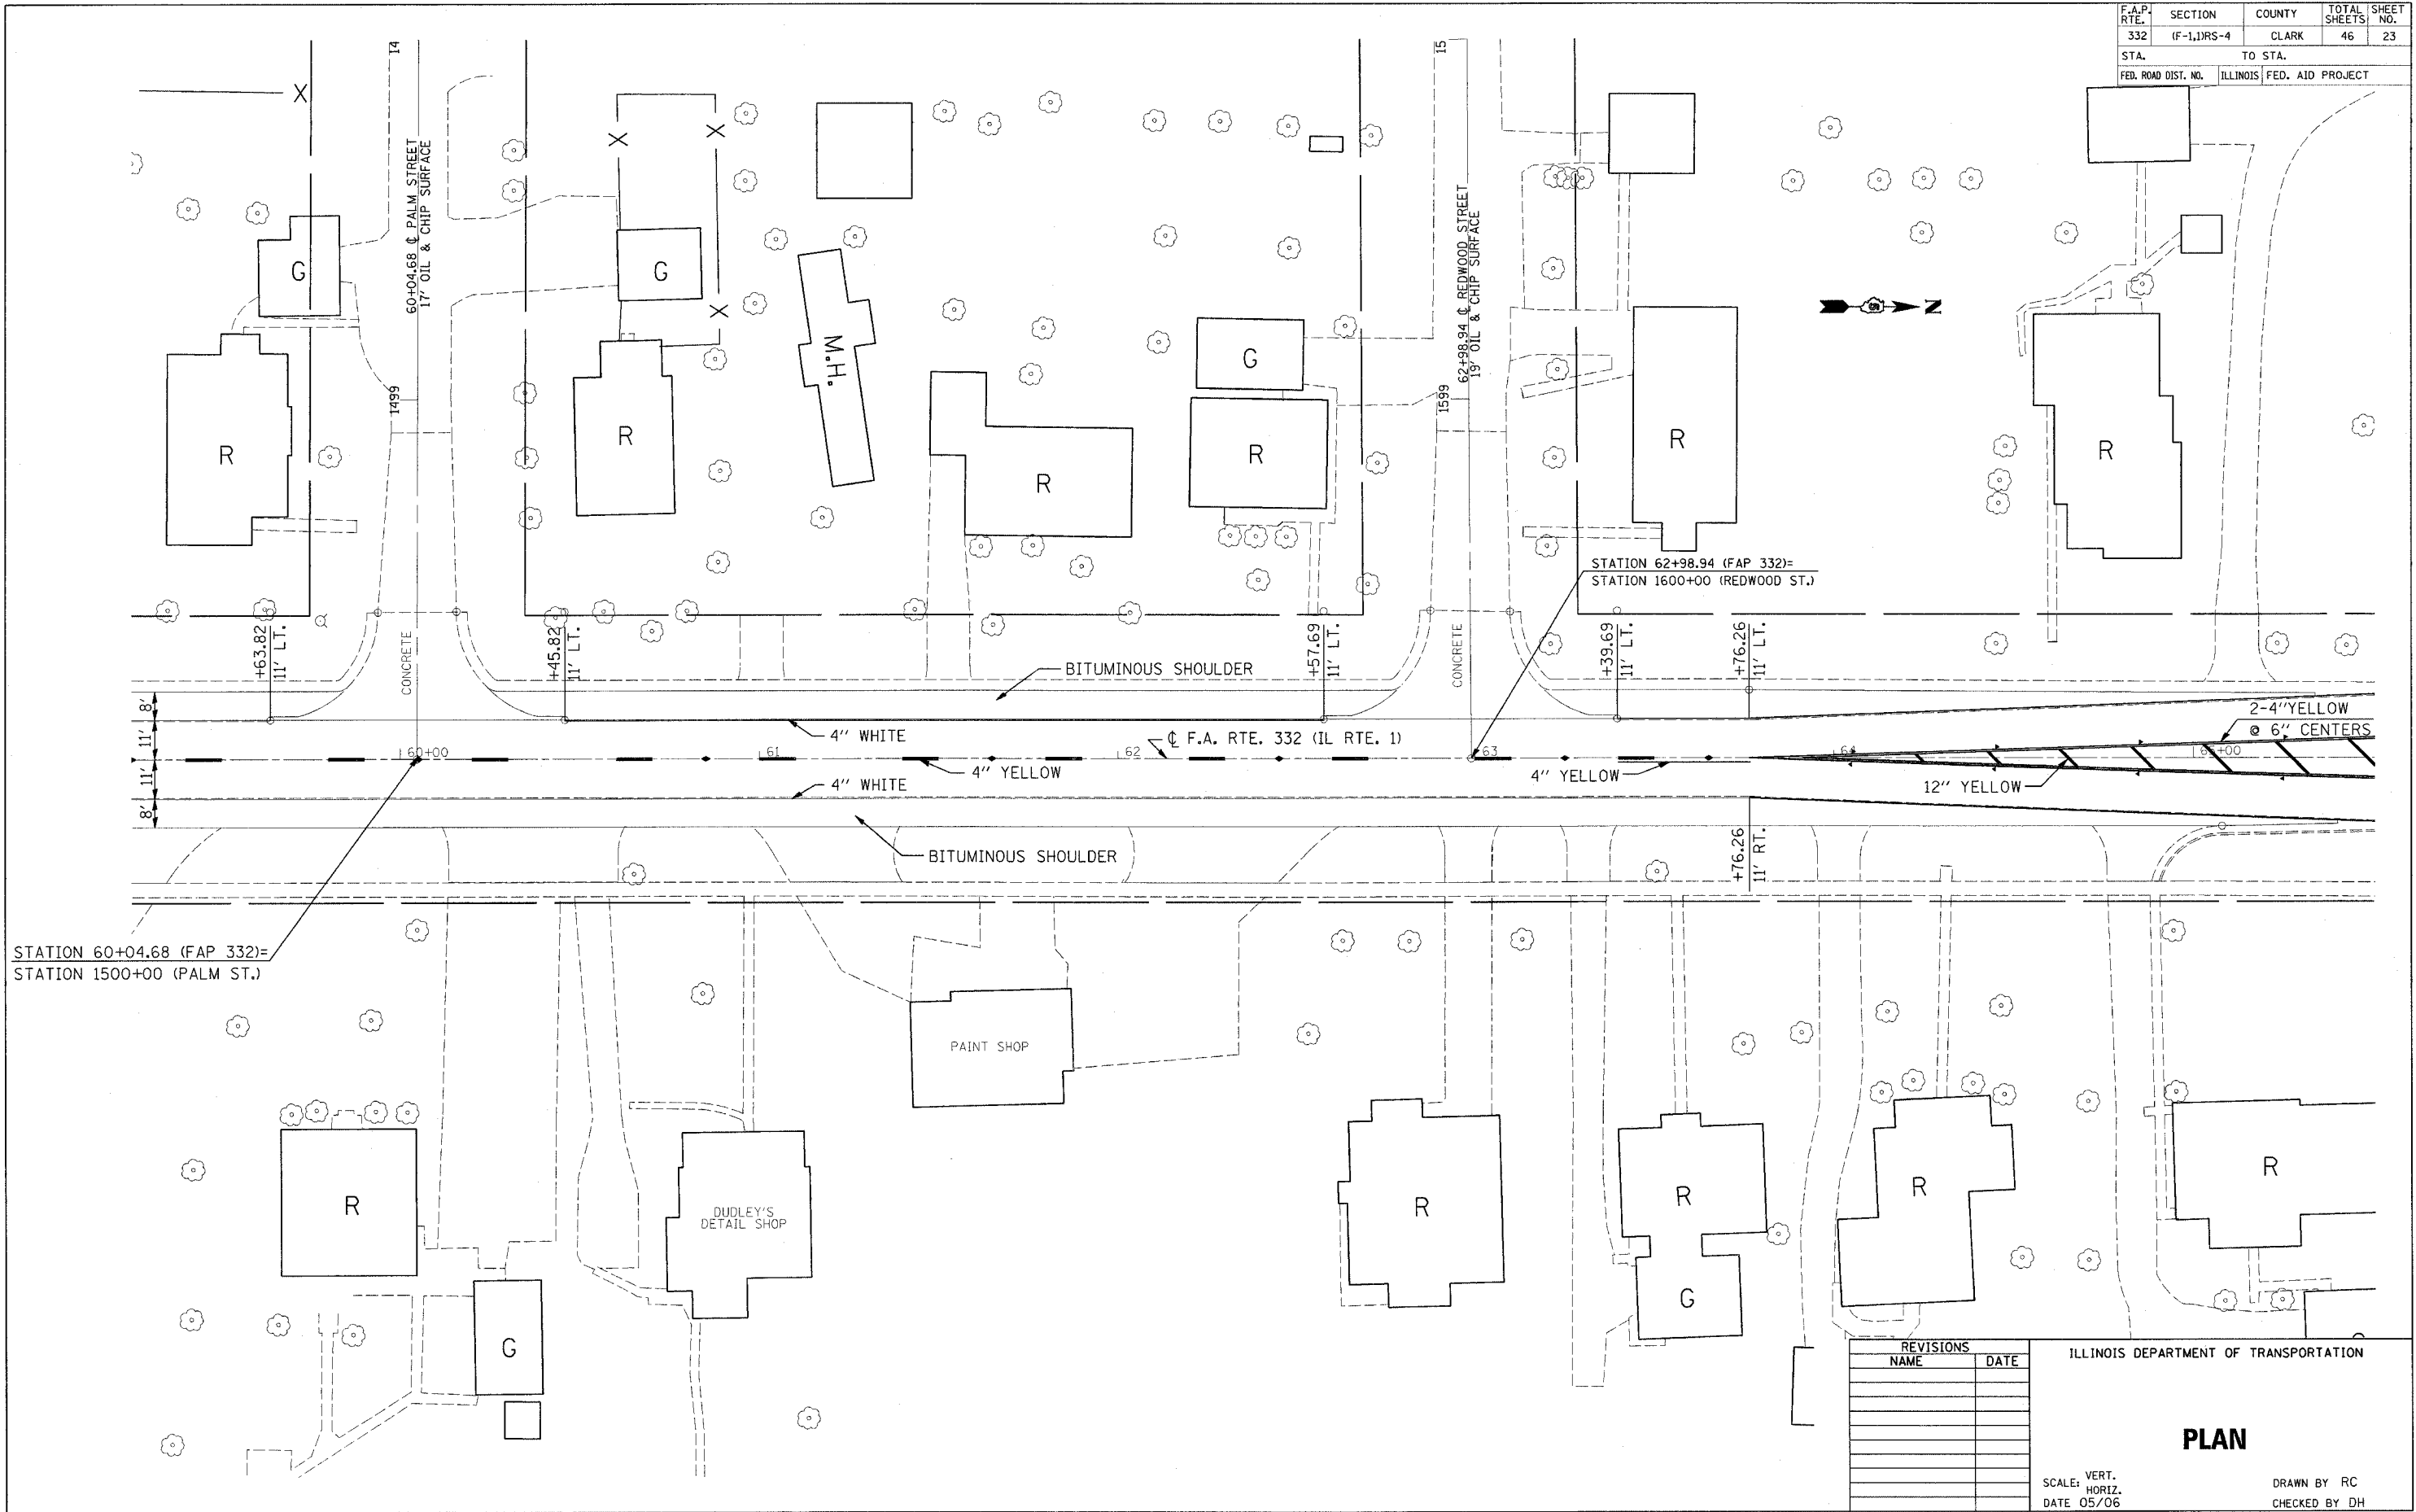 F.A.P. RTE. SECTION COUNTY TOTAL SHEETS SHEET NO.
332 (F-1,1)RS-4 CLARK 46 23
STA. TO STA.
FED. ROAD DIST. NO. ILLINOIS FED. AID PROJECT
14
15
X
X
X
X
60+04.68 ℄ PALM STREET
17' OIL & CHIP SURFACE
62+98.94 ℄ REDWOOD STREET
19' OIL & CHIP SURFACE
G
G
G
M.H.
N
1499
1599
R
R
R
R
R
R
STATION 62+98.94 (FAP 332)=
STATION 1600+00 (REDWOOD ST.)
+63.82
11' LT.
CONCRETE
+45.82
11' LT.
+57.69
11' LT.
CONCRETE
+39.69
11' LT.
+76.26
11' LT.
BITUMINOUS SHOULDER
8'
11'
11'
8'
4" WHITE
℄ F.A. RTE. 332 (IL RTE. 1)
2-4" YELLOW
@ 6" CENTERS
60+00
61
62
63
64
65+00
4" YELLOW
4" YELLOW
4" WHITE
12" YELLOW
BITUMINOUS SHOULDER
+76.26
11' RT.
STATION 60+04.68 (FAP 332)=
STATION 1500+00 (PALM ST.)
PAINT SHOP
R
DUDLEY'S
DETAIL SHOP
R
R
R
R
G
G
REVISIONS
NAME DATE
ILLINOIS DEPARTMENT OF TRANSPORTATION
PLAN
SCALE: VERT.
HORIZ.
DATE 05/06
DRAWN BY RC
CHECKED BY DH